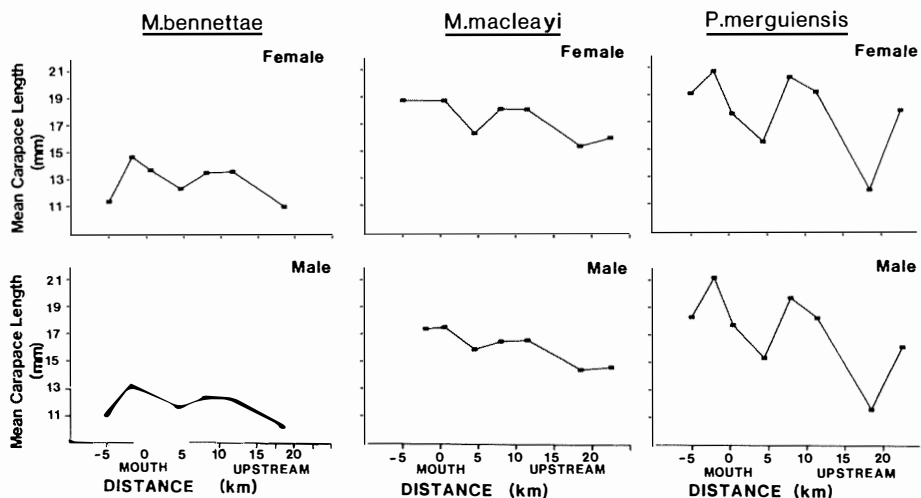 M.bennettae
M.macleayi
P.merguiensis
Female
Female
Female
Mean Carapace Length
(mm)
21
19
17
15
13
11
Male
Male
Male
Mean Carapace Length
(mm)
21
19
17
15
13
11
-5 0 5 10 15 20
MOUTH UPSTREAM
DISTANCE (km)
-5 0 5 10 15 20
MOUTH UPSTREAM
DISTANCE (km)
-5 0 5 10 15 20
MOUTH UPSTREAM
DISTANCE (km)